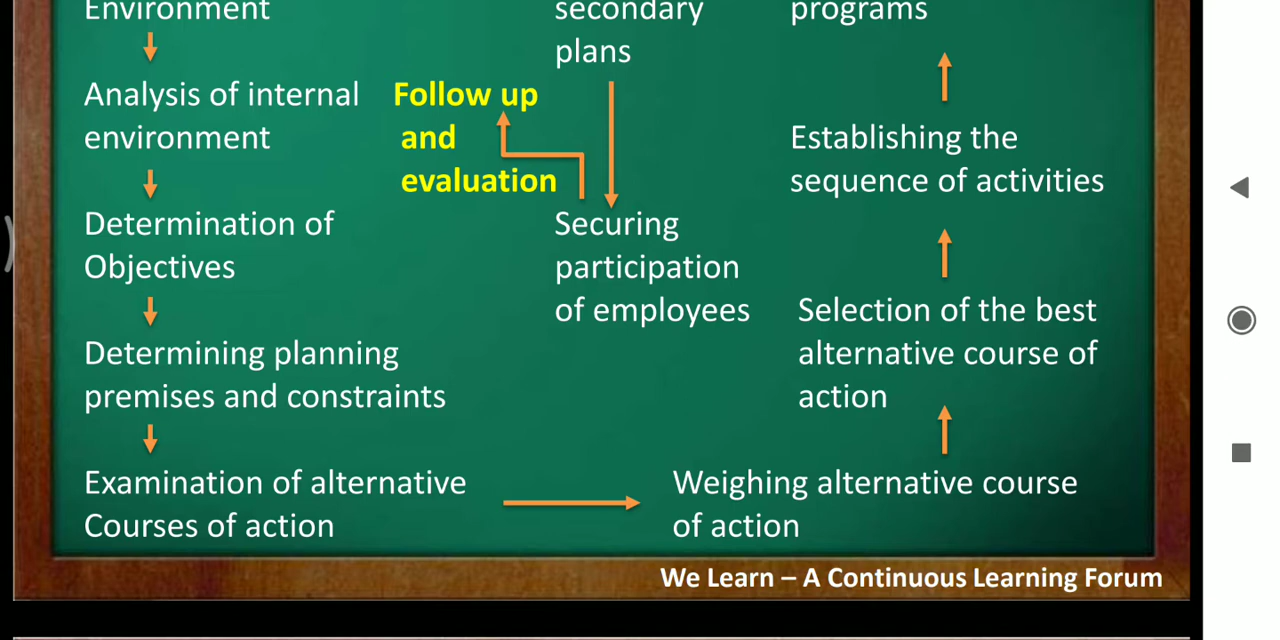 Environment
Analysis of internal
environment
Determination of
Objectives
Determining planning
premises and constraints
Examination of alternative
Courses of action
Weighing alternative course
of action
Selection of the best
alternative course of
action
Establishing the
sequence of activities
programs
secondary
plans
Securing
participation
of employees
Follow up
and
evaluation
We Learn – A Continuous Learning Forum